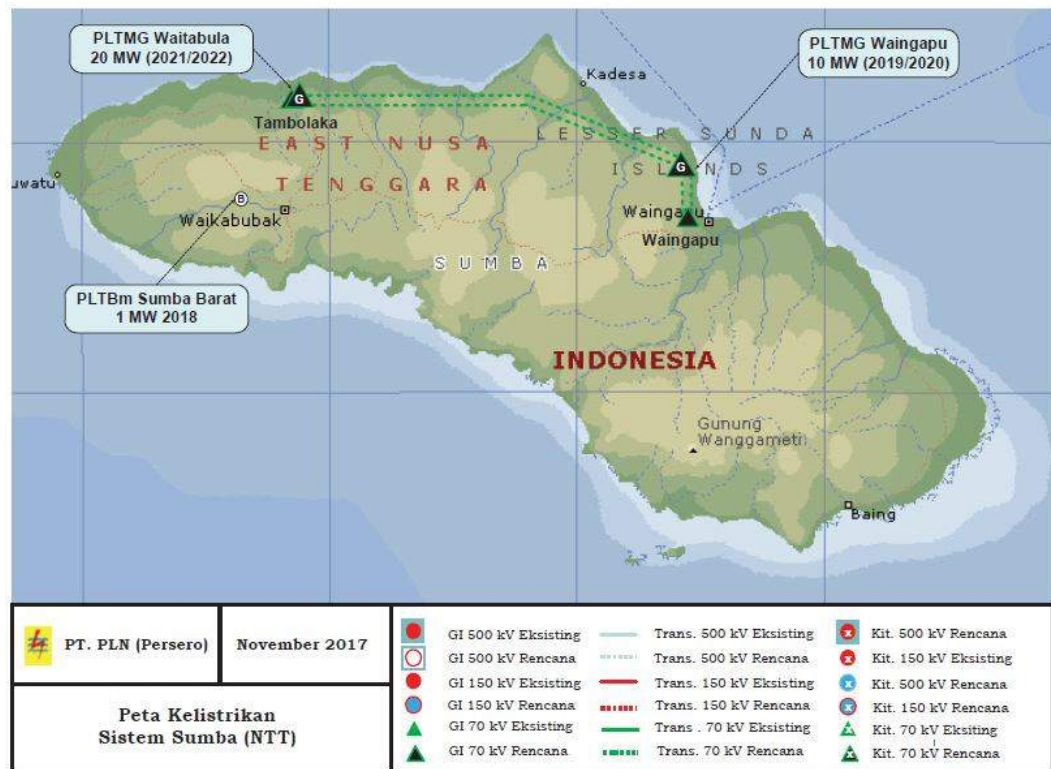 PLTMG Waitabula
20 MW (2021/2022)
PLTMG Waingapu
10 MW (2019/2020)
Kadesa
G
Tambolaka
LESSER SUNDA
ISLANDS
EAST NUSA
TENGGARA
G
uwatu
B
Waikabubak
Waingapu
Waingapu
SUMBA
PLTBm Sumba Barat
1 MW 2018
INDONESIA
Gunung
Wanggameti
Baing
PT. PLN (Persero)
November 2017
Peta Kelistrikan
Sistem Sumba (NTT)
GI 500 kV Eksisting
GI 500 kV Rencana
GI 150 kV Eksisting
GI 150 kV Rencana
GI 70 kV Eksisting
GI 70 kV Rencana
Trans. 500 kV Eksisting
Trans. 500 kV Rencana
Trans. 150 kV Eksisting
Trans. 150 kV Rencana
Trans . 70 kV Eksisting
Trans. 70 kV Rencana
x Kit. 500 kV Rencana
x Kit. 150 kV Eksisting
x Kit. 500 kV Rencana
x Kit. 150 kV Rencana
x Kit. 70 kV Eksiting
x Kit. 70 kV Rencana